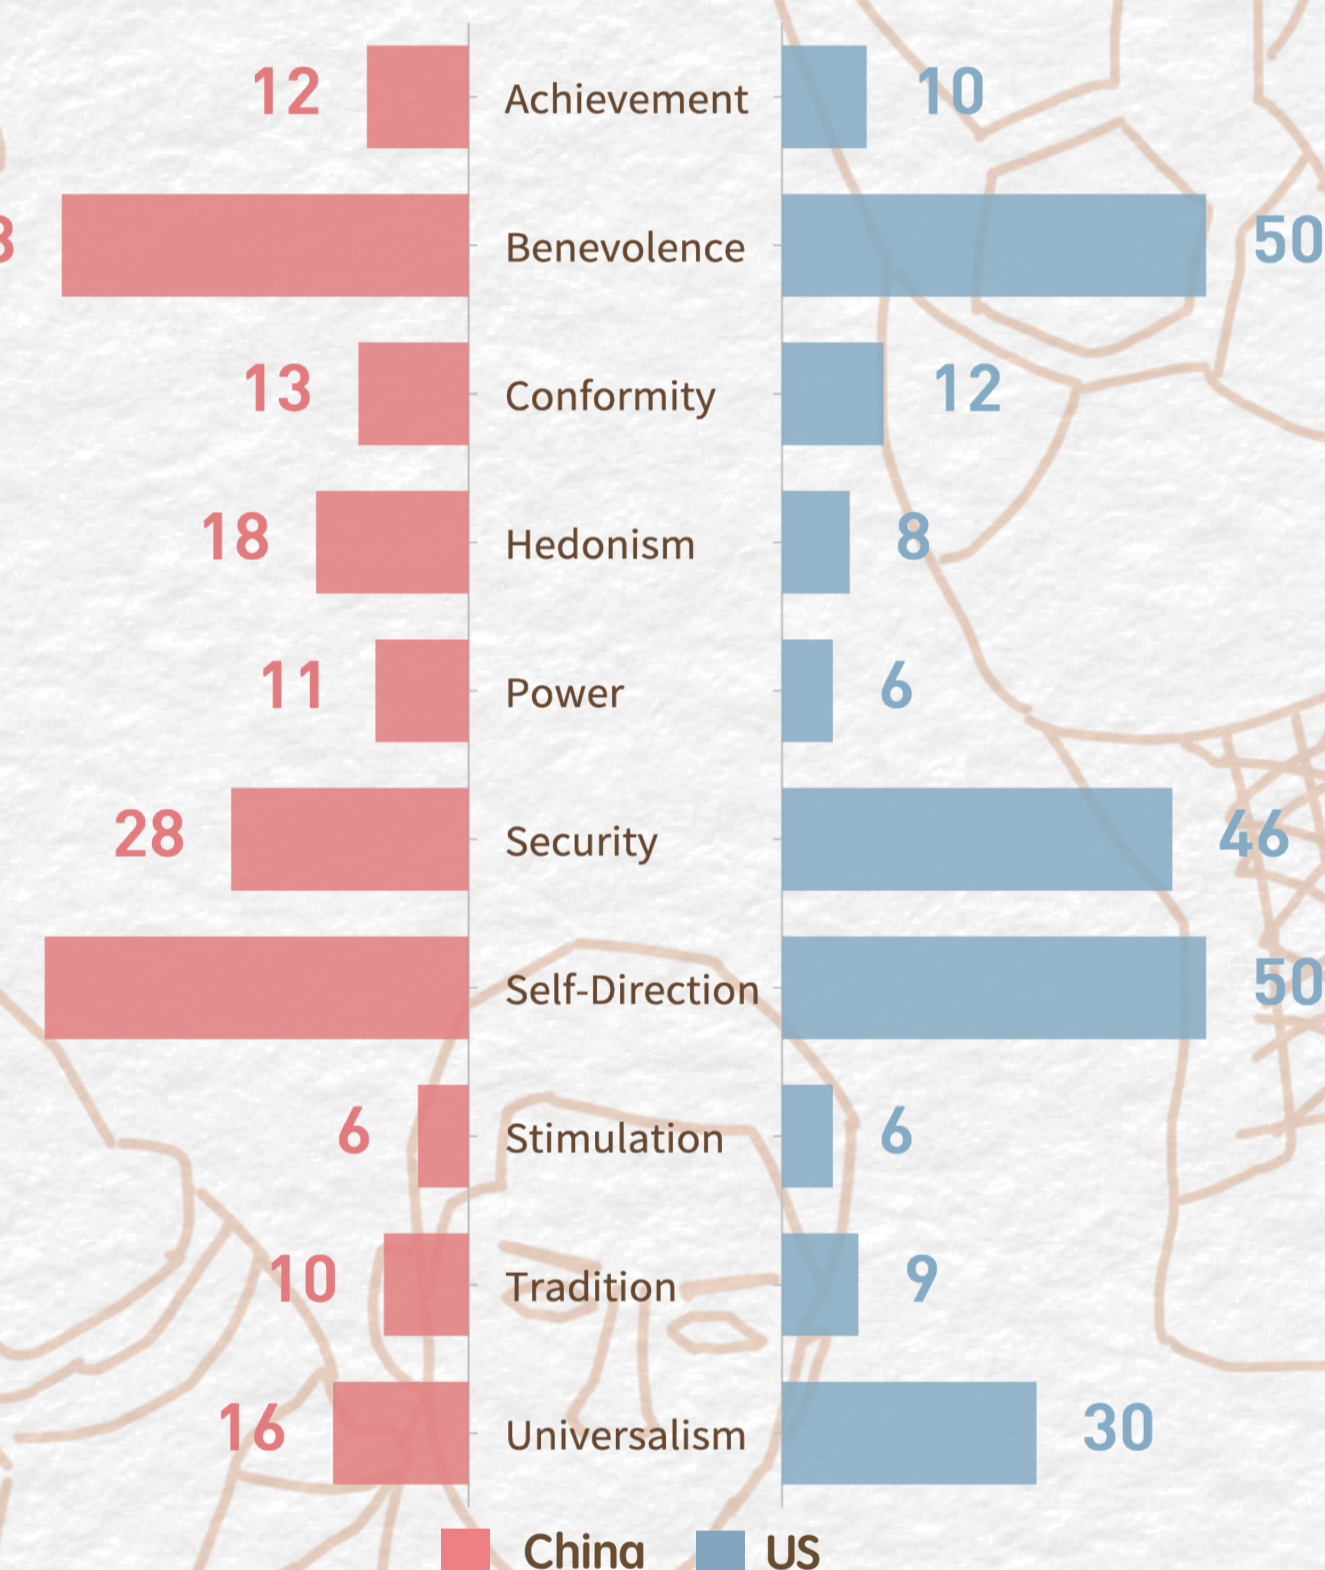 12 Achievement 10
Benevolence 50
13 Conformity 12
18 Hedonism 8
11 Power 6
28 Security 46
Self-Direction 50
6 Stimulation 6
10 Tradition 9
16 Universalism 30
China US